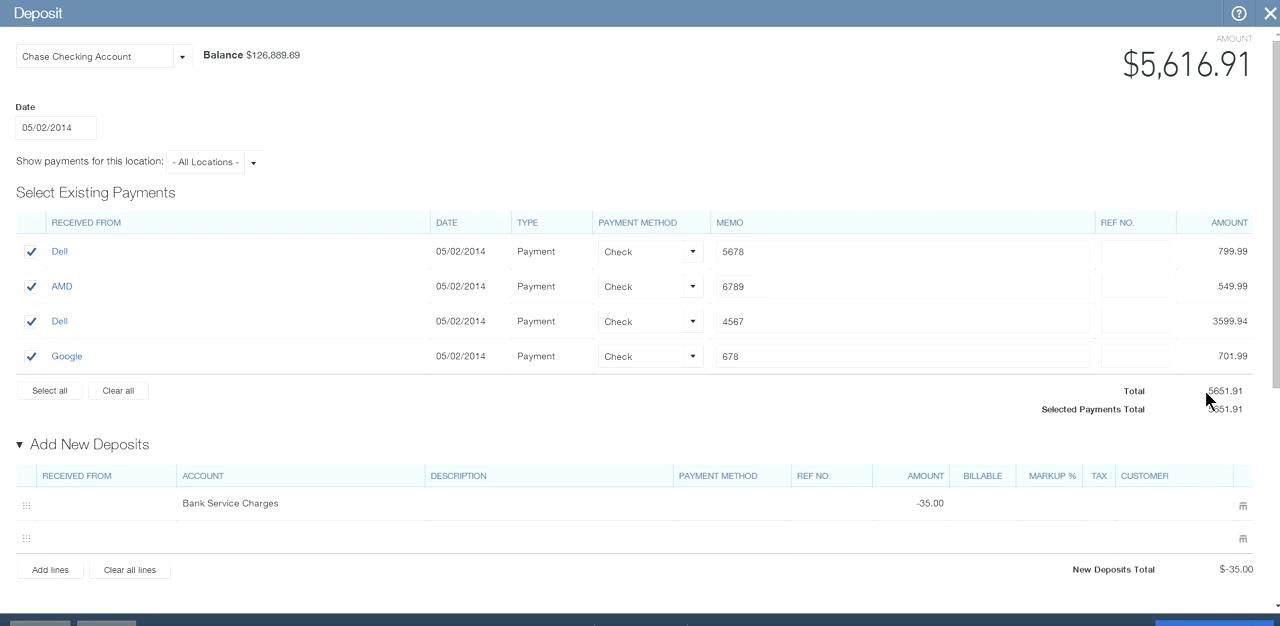 Deposit
AMOUNT
Chase Checking Account Balance $126,889.69
$5,616.91
Date
05/02/2014
Show payments for this location: - All Locations -
Select Existing Payments
RECEIVED FROM DATE TYPE PAYMENT METHOD MEMO REF NO. AMOUNT
Dell 05/02/2014 Payment Check 5678 799.99
AMD 05/02/2014 Payment Check 6789 549.99
Dell 05/02/2014 Payment Check 4567 3599.94
Google 05/02/2014 Payment Check 678 701.99
Select all Clear all Total 5651.91
Selected Payments Total 5651.91
Add New Deposits
RECEIVED FROM ACCOUNT DESCRIPTION PAYMENT METHOD REF NO. AMOUNT BILLABLE MARKUP % TAX CUSTOMER
Bank Service Charges -35.00
Add lines Clear all lines New Deposits Total $-35.00